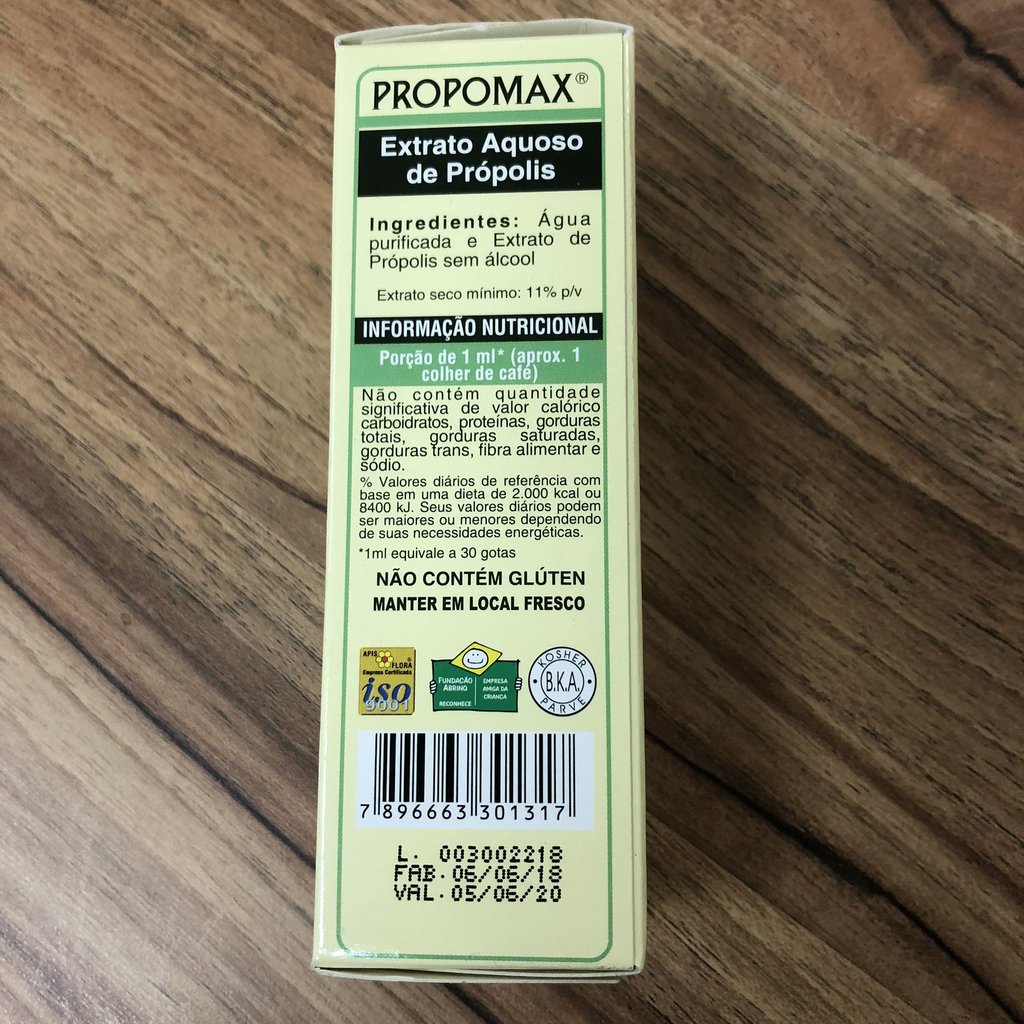 PROPOMAX®
Extrato Aquoso
de Própolis
Ingredientes: Água
purificada e Extrato de
Própolis sem álcool
Extrato seco mínimo: 11% p/v
INFORMAÇÃO NUTRICIONAL
Porção de 1 ml* (aprox. 1
colher de café)
Não contém quantidade
significativa de valor calórico
carboidratos, proteínas, gorduras
totais, gorduras saturadas,
gorduras trans, fibra alimentar e
sódio.
% Valores diários de referência com
base em uma dieta de 2.000 kcal ou
8400 kJ. Seus valores diários podem
ser maiores ou menores dependendo
de suas necessidades energéticas.
*1ml equivale a 30 gotas
NÃO CONTÉM GLÚTEN
MANTER EM LOCAL FRESCO
APIS FLORA®
Empresa Certificada
iso
9001
FUNDAÇÃO
ABRINQ
RECONHECE
EMPRESA
AMIGA DA
CRIANÇA
KOSHER
B.K.A.
PARVE
7 896663 301317
L. 003002218
FAB.06/06/18
VAL.05/06/20